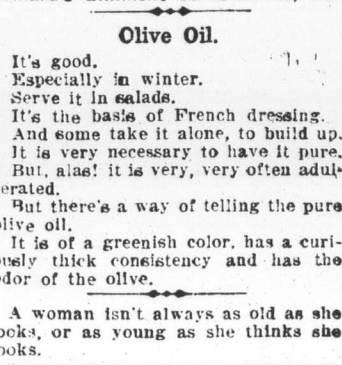 Olive Oil.
It's good.
Especially in winter.
Serve it in salads.
It's the basis of French dressing.
And some take it alone, to build up.
It is very necessary to have it pure.
But, alas! it is very, very often adul-
erated.
But there's a way of telling the pure
olive oil.
It is of a greenish color, has a curi-
ously thick consistency and has the
odor of the olive.
A woman isn't always as old as she
ooks, or as young as she thinks she
ooks.